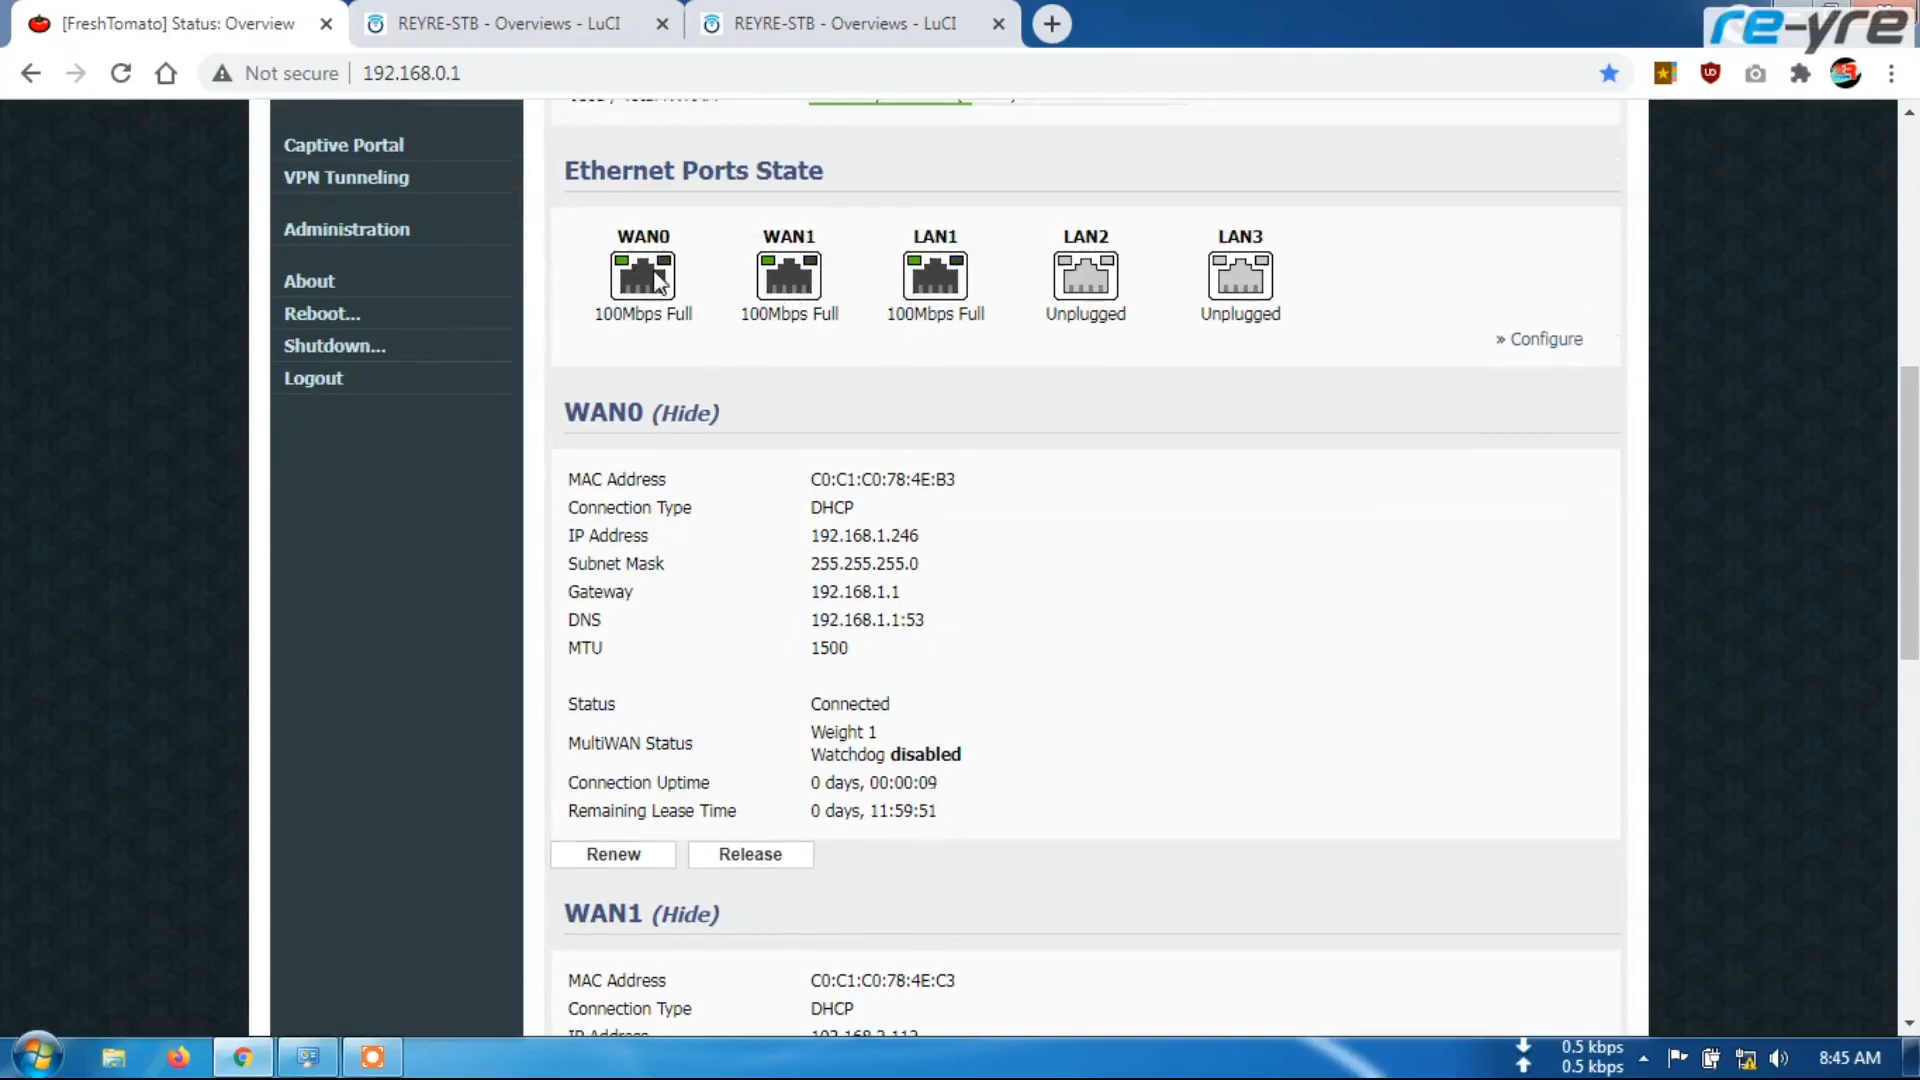 [FreshTomato] Status: Overview
REYRE-STB - Overviews - LuCI
REYRE-STB - Overviews - LuCI
re-yre
Not secure
192.168.0.1
Captive Portal
VPN Tunneling
Administration
About
Reboot...
Shutdown...
Logout
Ethernet Ports State
WAN0 WAN1 LAN1 LAN2 LAN3
100Mbps Full 100Mbps Full 100Mbps Full Unplugged Unplugged
» Configure
WAN0 (Hide)
MAC Address C0:C1:C0:78:4E:B3
Connection Type DHCP
IP Address 192.168.1.246
Subnet Mask 255.255.255.0
Gateway 192.168.1.1
DNS 192.168.1.1:53
MTU 1500
Status Connected
MultiWAN Status Weight 1
Watchdog disabled
Connection Uptime 0 days, 00:00:09
Remaining Lease Time 0 days, 11:59:51
Renew Release
WAN1 (Hide)
MAC Address C0:C1:C0:78:4E:C3
Connection Type DHCP
IP Address 192.168.2.112
0.5 kbps
0.5 kbps
8:45 AM